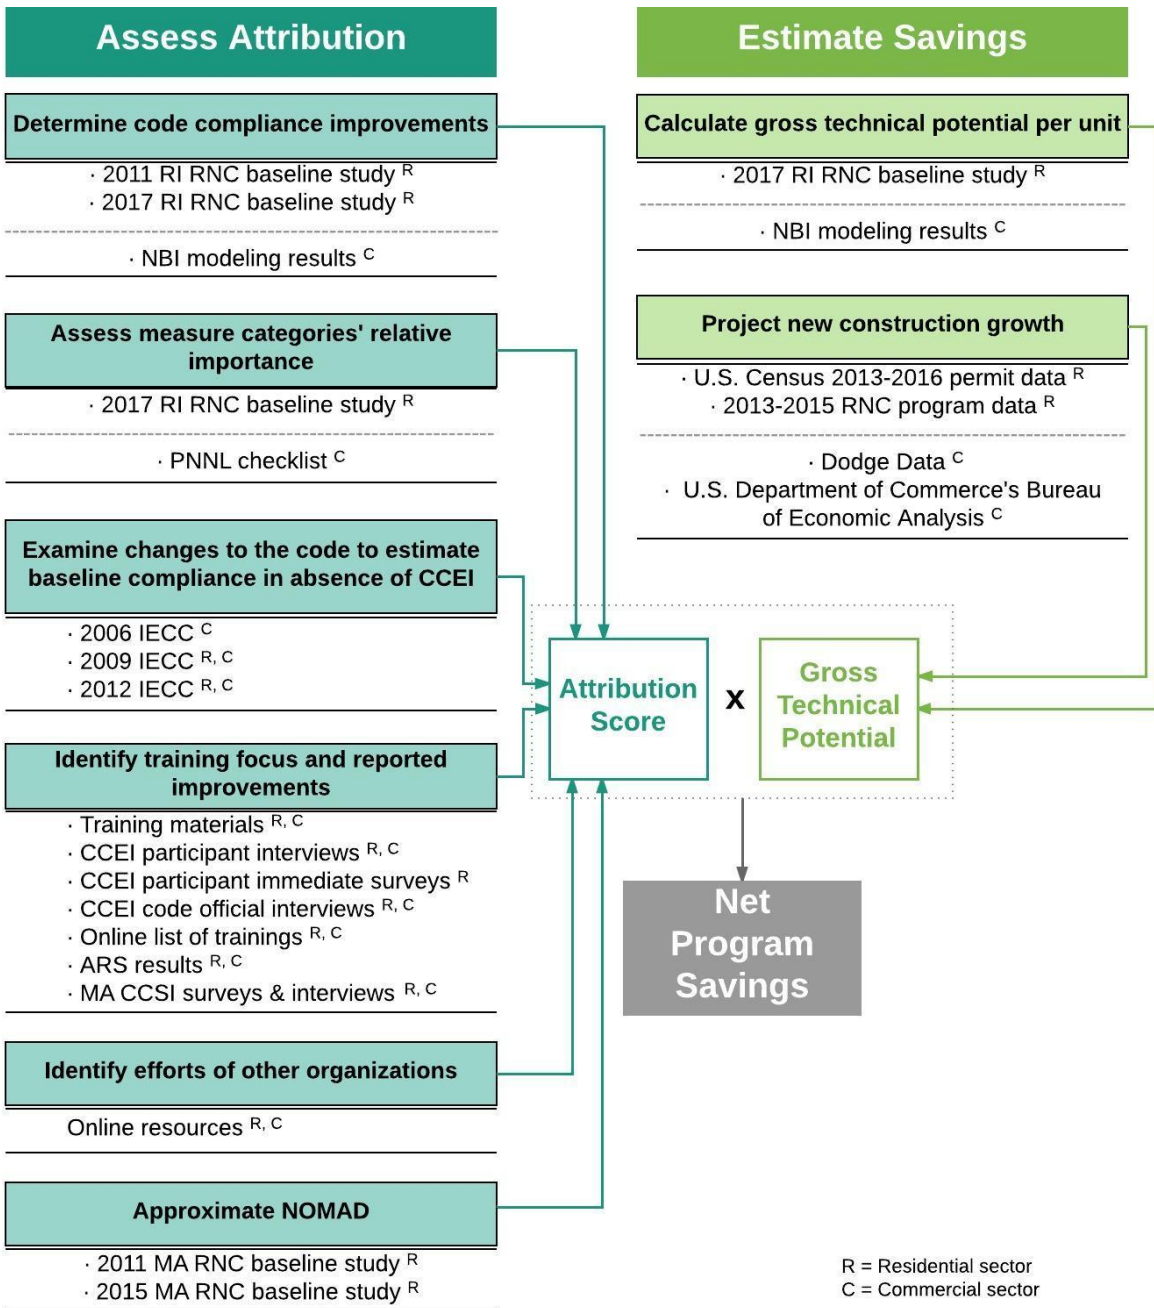 Assess Attribution
Determine code compliance improvements
· 2011 RI RNC baseline study R
· 2017 RI RNC baseline study R
· NBI modeling results C
Assess measure categories' relative
importance
· 2017 RI RNC baseline study R
· PNNL checklist C
Examine changes to the code to estimate
baseline compliance in absence of CCEI
· 2006 IECC C
· 2009 IECC R, C
· 2012 IECC R, C
Identify training focus and reported
improvements
· Training materials R, C
· CCEI participant interviews R, C
· CCEI participant immediate surveys R
· CCEI code official interviews R, C
· Online list of trainings R, C
· ARS results R, C
· MA CCSI surveys & interviews R, C
Identify efforts of other organizations
Online resources R, C
Approximate NOMAD
· 2011 MA RNC baseline study R
· 2015 MA RNC baseline study R
Estimate Savings
Calculate gross technical potential per unit
· 2017 RI RNC baseline study R
· NBI modeling results C
Project new construction growth
· U.S. Census 2013-2016 permit data R
· 2013-2015 RNC program data R
· Dodge Data C
· U.S. Department of Commerce's Bureau
of Economic Analysis C
Attribution
Score
x
Gross
Technical
Potential
Net
Program
Savings
R = Residential sector
C = Commercial sector